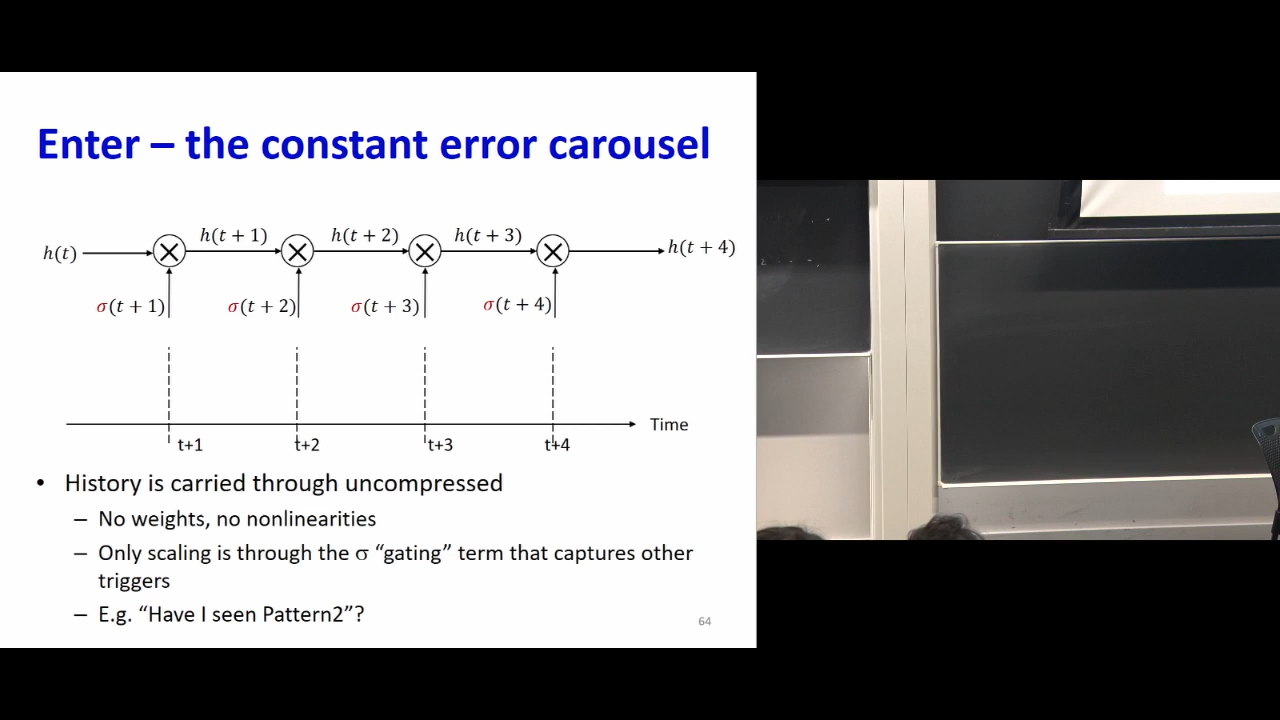 Enter – the constant error carousel
h(t) h(t + 1) h(t + 2) h(t + 3) h(t + 4)
σ(t + 1) σ(t + 2) σ(t + 3) σ(t + 4)
Time
t+1 t+2 t+3 t+4
• History is carried through uncompressed
– No weights, no nonlinearities
– Only scaling is through the σ “gating” term that captures other
triggers
– E.g. “Have I seen Pattern2”?
64